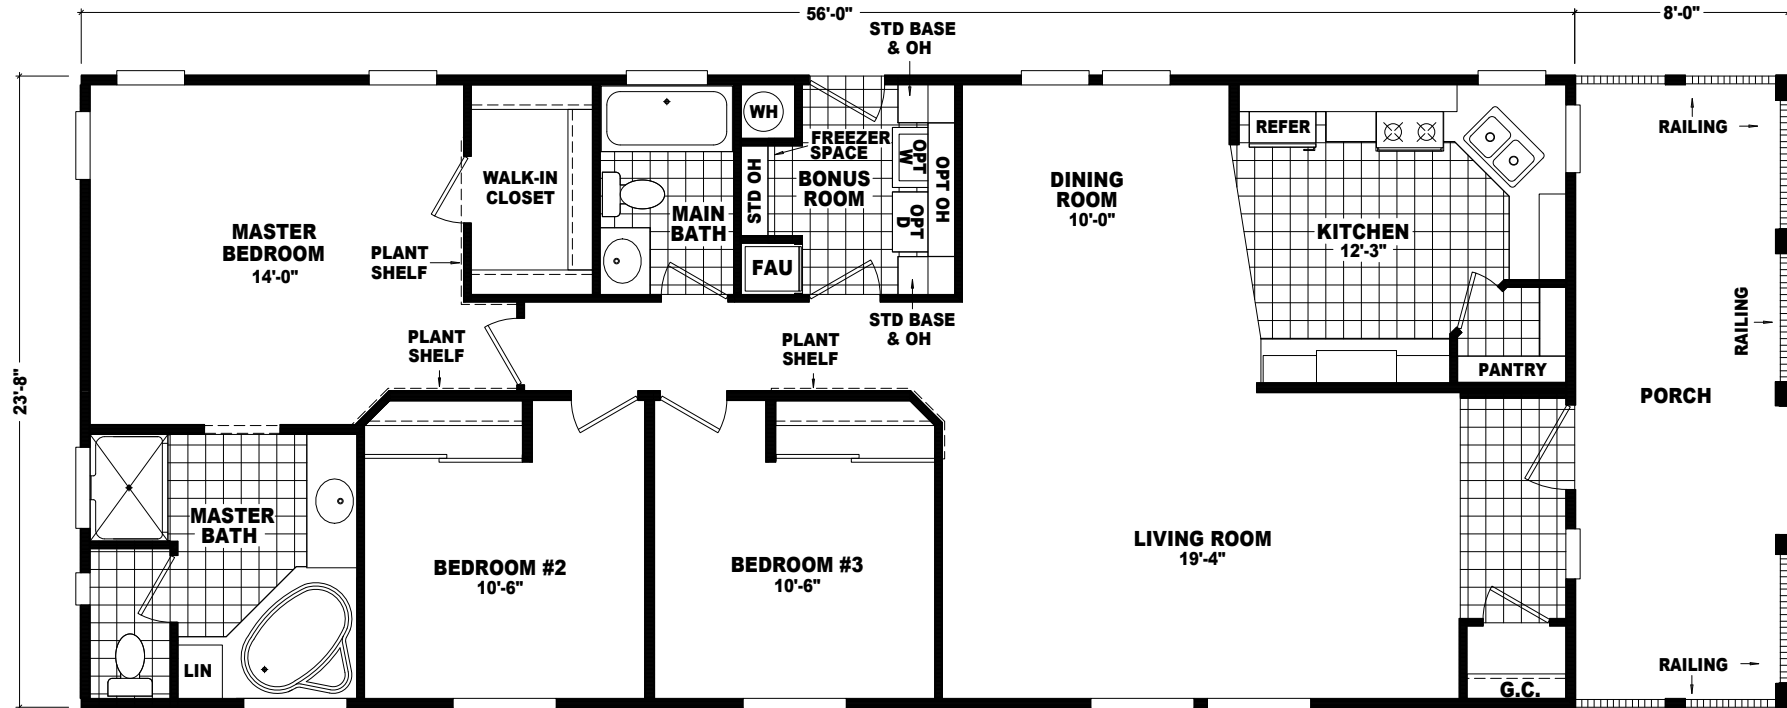 56'-0"
8'-0"
STD BASE
& OH
WH
FREEZER
SPACE
STD OH
BONUS
ROOM
OPT
W
OPT
D
OPT OH
FAU
STD BASE
& OH
REFER
RAILING
WALK-IN
CLOSET
MAIN
BATH
DINING
ROOM
10'-0"
KITCHEN
12'-3"
MASTER
BEDROOM
14'-0"
PLANT
SHELF
PLANT
SHELF
PLANT
SHELF
RAILING
23'-8"
PANTRY
PORCH
MASTER
BATH
BEDROOM #2
10'-6"
BEDROOM #3
10'-6"
LIVING ROOM
19'-4"
LIN
G.C.
RAILING